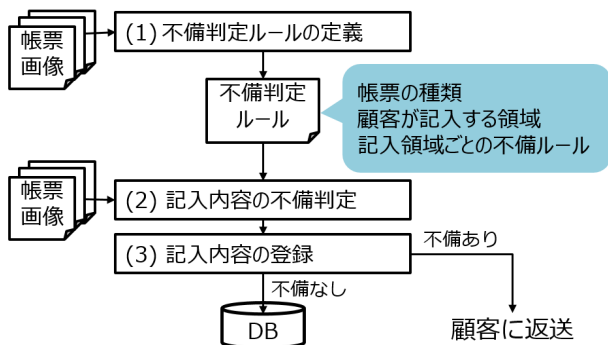 帳票
画像
(1) 不備判定ルールの定義
不備判定
ルール
帳票の種類
顧客が記入する領域
記入領域ごとの不備ルール
帳票
画像
(2) 記入内容の不備判定
(3) 記入内容の登録
不備あり
不備なし
DB
顧客に返送